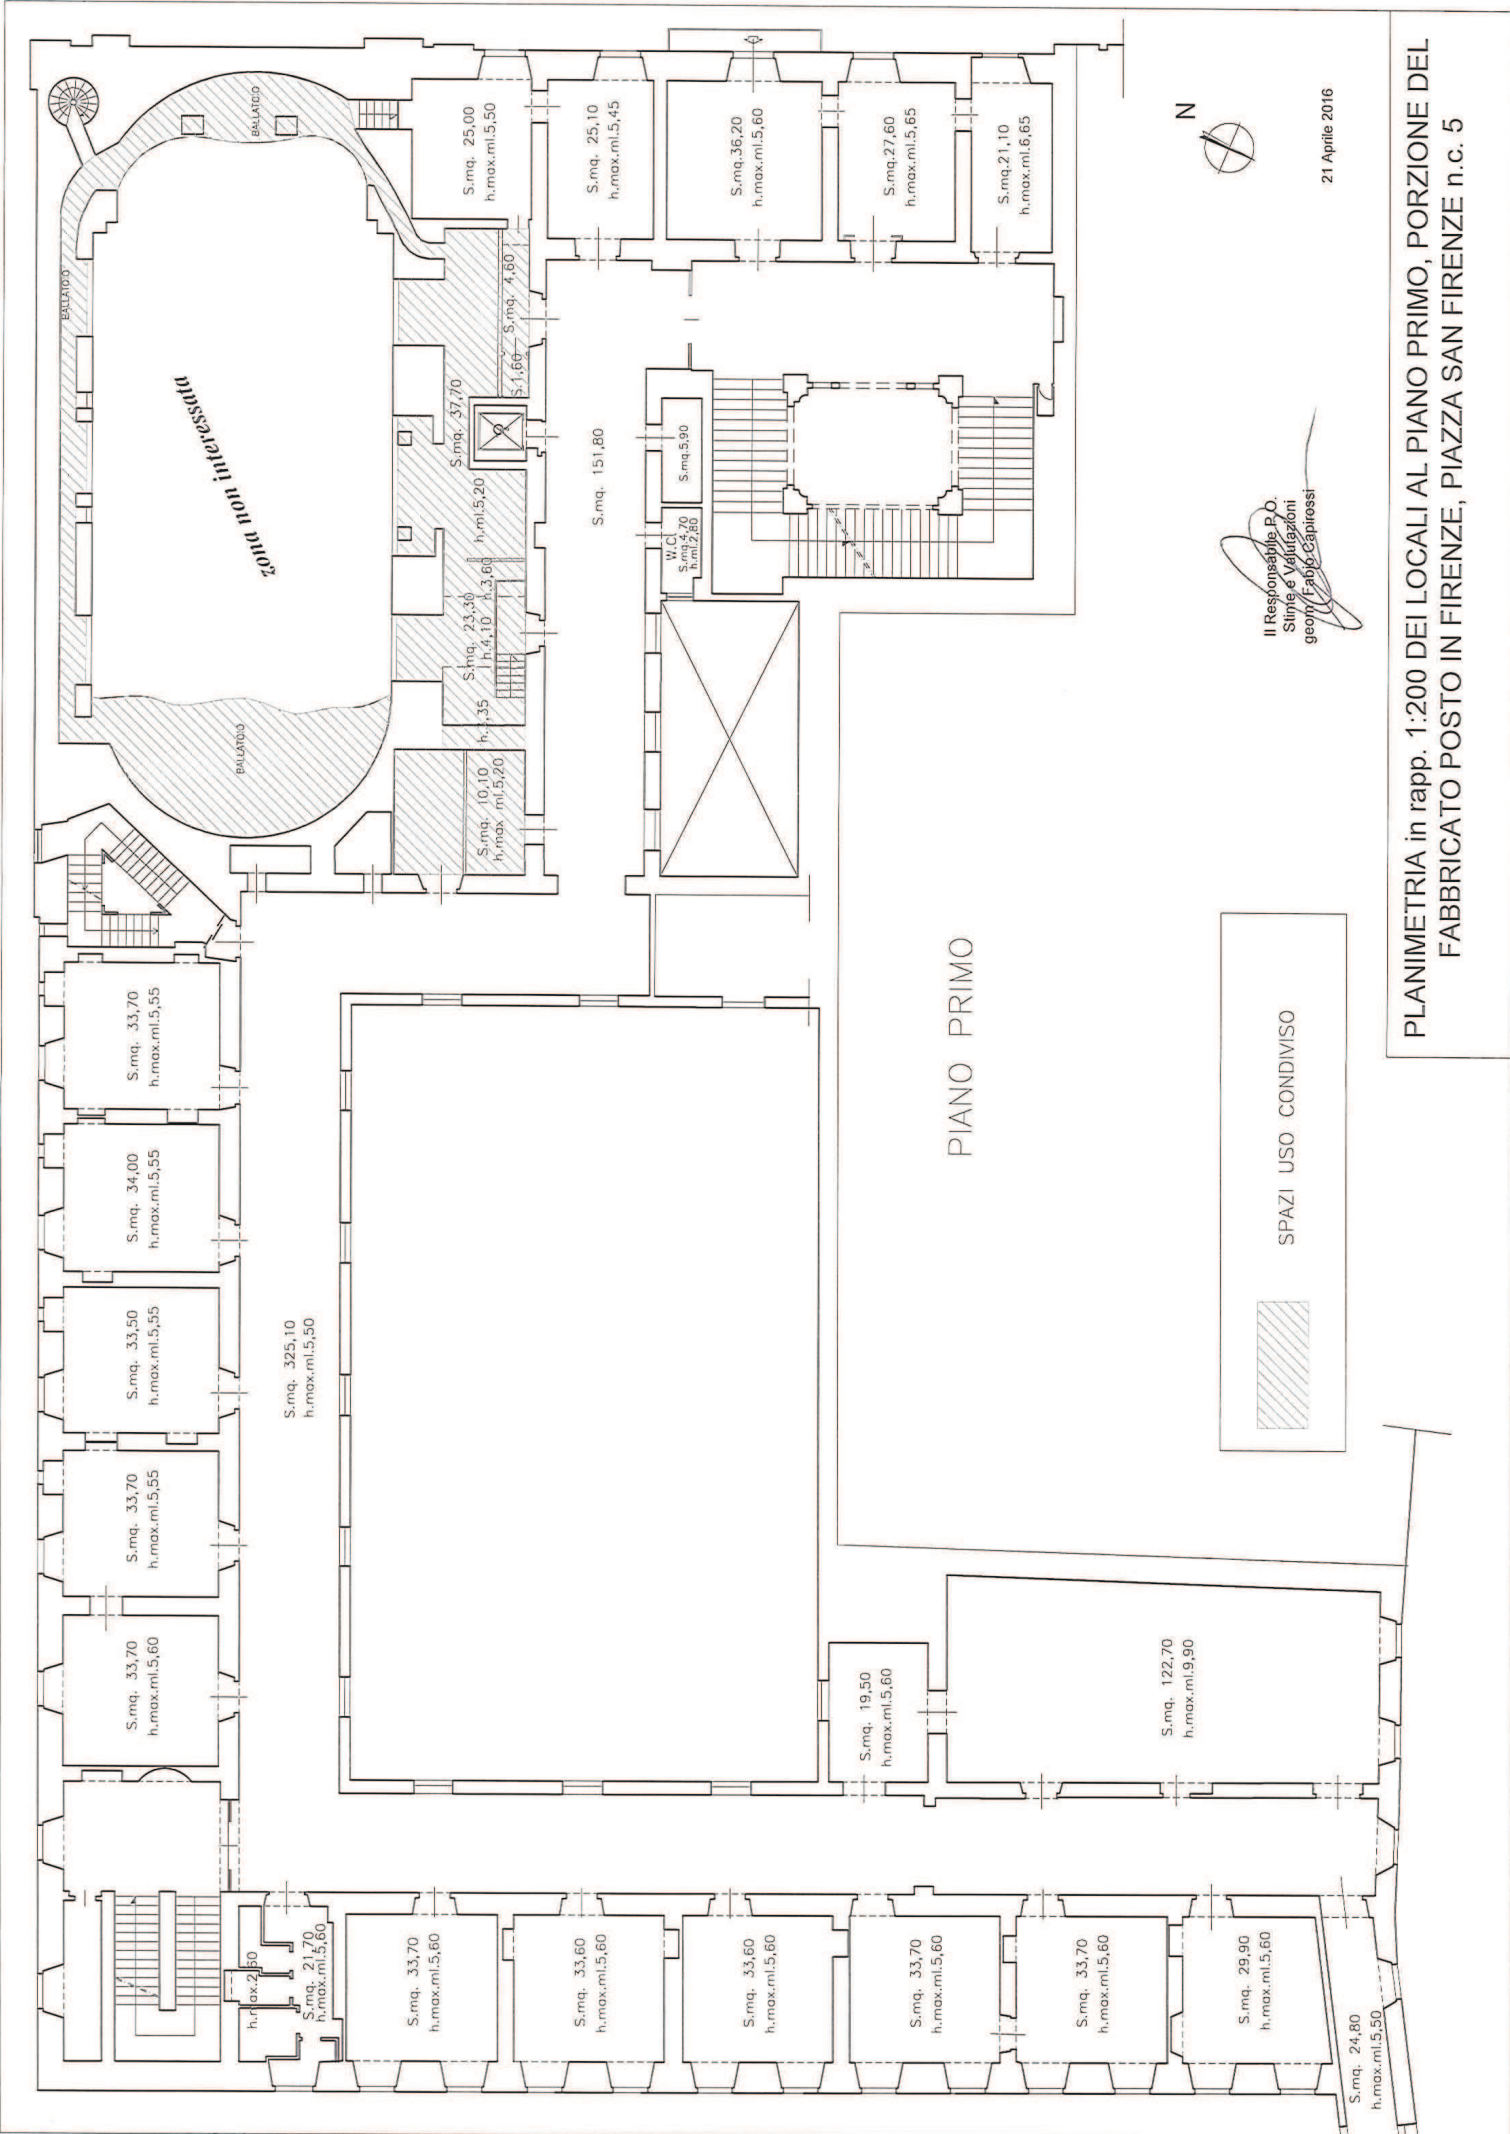 PLANIMETRIA in rapp. 1:200 DEI LOCALI AL PIANO PRIMO, PORZIONE DEL
FABBRICATO POSTO IN FIRENZE, PIAZZA SAN FIRENZE n.c. 5
21 Aprile 2016
N
Il Responsabile P.O.
Stime e Valutazioni
geom. Fabio Capirossi
SPAZI USO CONDIVISO
PIANO PRIMO
zona non interessata
BALLATOIO
BALLATOIO
BALLATOIO
S.mq. 25,00
h.max.ml.5,50
S.mq. 25,10
h.max.ml.5,45
S.mq.36,20
h.max.ml.5,60
S.mq.27,60
h.max.ml.5,65
S.mq.21,10
h.max.ml.6,65
S.mq. 4,60
S.1,60
S.mq. 37,70
h.ml.5,20
S.mq. 151,80
S.mq.5,90
W.C.
S.mq.4,70
h.ml.2,80
h.3,60
S.mq. 23,30
h.4,10
S.mq. 10,10
h.max ml.5,20
S.mq. 33,70
h.max.ml.5,55
S.mq. 34,00
h.max.ml.5,55
S.mq. 33,50
h.max.ml.5,55
S.mq. 33,70
h.max.ml.5,55
S.mq. 33,70
h.max.ml.5,60
S.mq. 325,10
h.max.ml.5,50
S.mq. 19,50
h.max.ml.5,60
S.mq. 122,70
h.max.ml.9,90
S.mq. 21,70
h.max.ml.5,60
S.mq. 33,70
h.max.ml.5,60
S.mq. 33,60
h.max.ml.5,60
S.mq. 33,60
h.max.ml.5,60
S.mq. 33,70
h.max.ml.5,60
S.mq. 33,70
h.max.ml.5,60
S.mq. 29,90
h.max.ml.5,60
S.mq. 24,80
h.max.ml.5,50